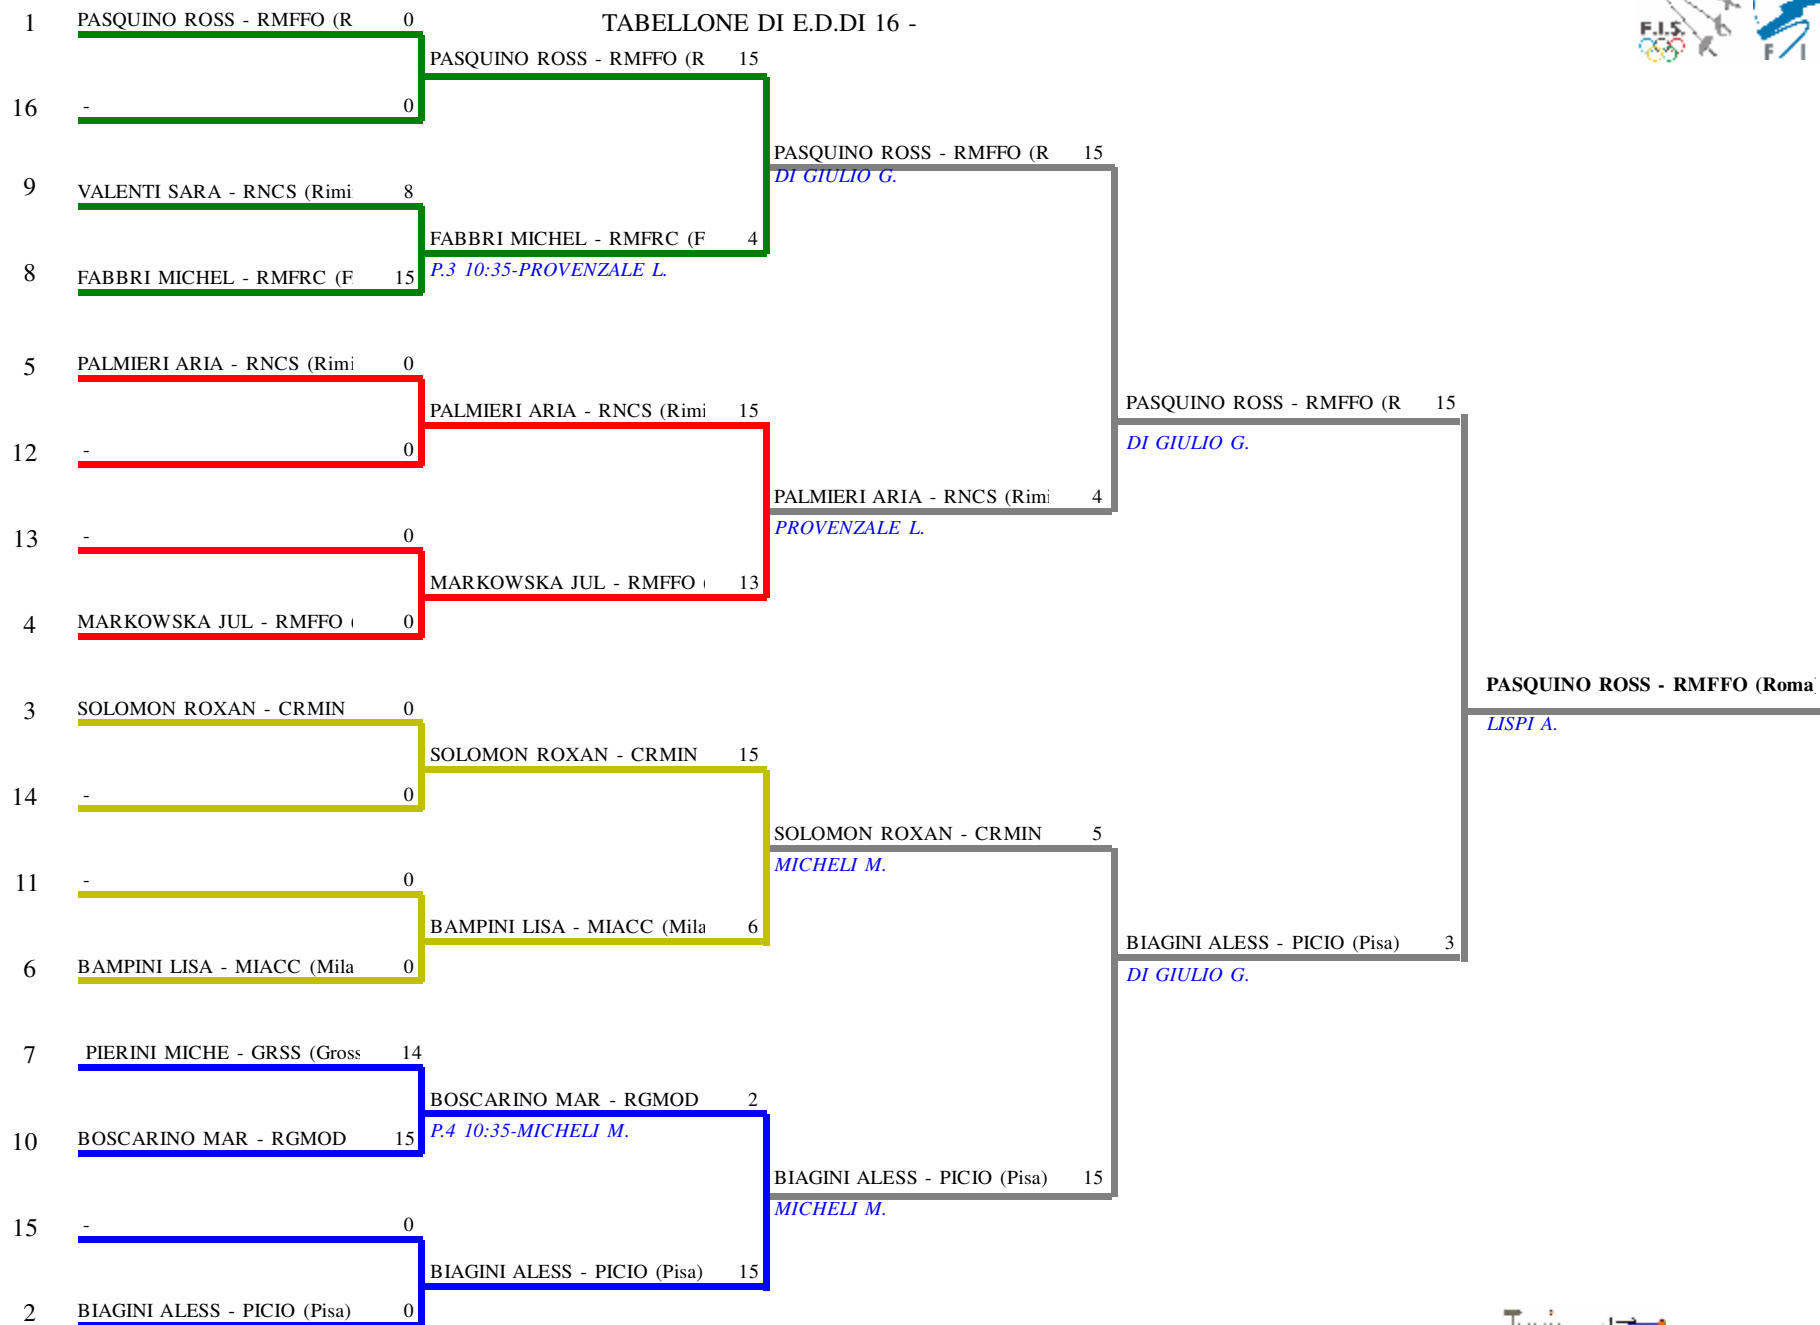 TABELLONE DI E.D.DI 16 -
F.I.S.
F I
1 PASQUINO ROSS - RMFFO (R 0
PASQUINO ROSS - RMFFO (R 15
16 - 0
PASQUINO ROSS - RMFFO (R 15
DI GIULIO G.
9 VALENTI SARA - RNCS (Rimi 8
FABBRI MICHEL - RMFRC (F 4
P.3 10:35-PROVENZALE L.
8 FABBRI MICHEL - RMFRC (F 15
5 PALMIERI ARIA - RNCS (Rimi 0
PALMIERI ARIA - RNCS (Rimi 15
PASQUINO ROSS - RMFFO (R 15
DI GIULIO G.
12 - 0
PALMIERI ARIA - RNCS (Rimi 4
PROVENZALE L.
13 - 0
MARKOWSKA JUL - RMFFO ( 13
4 MARKOWSKA JUL - RMFFO ( 0
PASQUINO ROSS - RMFFO (Roma)
LISPI A.
3 SOLOMON ROXAN - CRMIN 0
SOLOMON ROXAN - CRMIN 15
14 - 0
SOLOMON ROXAN - CRMIN 5
MICHELI M.
11 - 0
BAMPINI LISA - MIACC (Mila 6
BIAGINI ALESS - PICIO (Pisa) 3
DI GIULIO G.
6 BAMPINI LISA - MIACC (Mila 0
7 PIERINI MICHE - GRSS (Gross 14
BOSCARINO MAR - RGMOD 2
P.4 10:35-MICHELI M.
10 BOSCARINO MAR - RGMOD 15
BIAGINI ALESS - PICIO (Pisa) 15
MICHELI M.
15 - 0
BIAGINI ALESS - PICIO (Pisa) 15
2 BIAGINI ALESS - PICIO (Pisa) 0